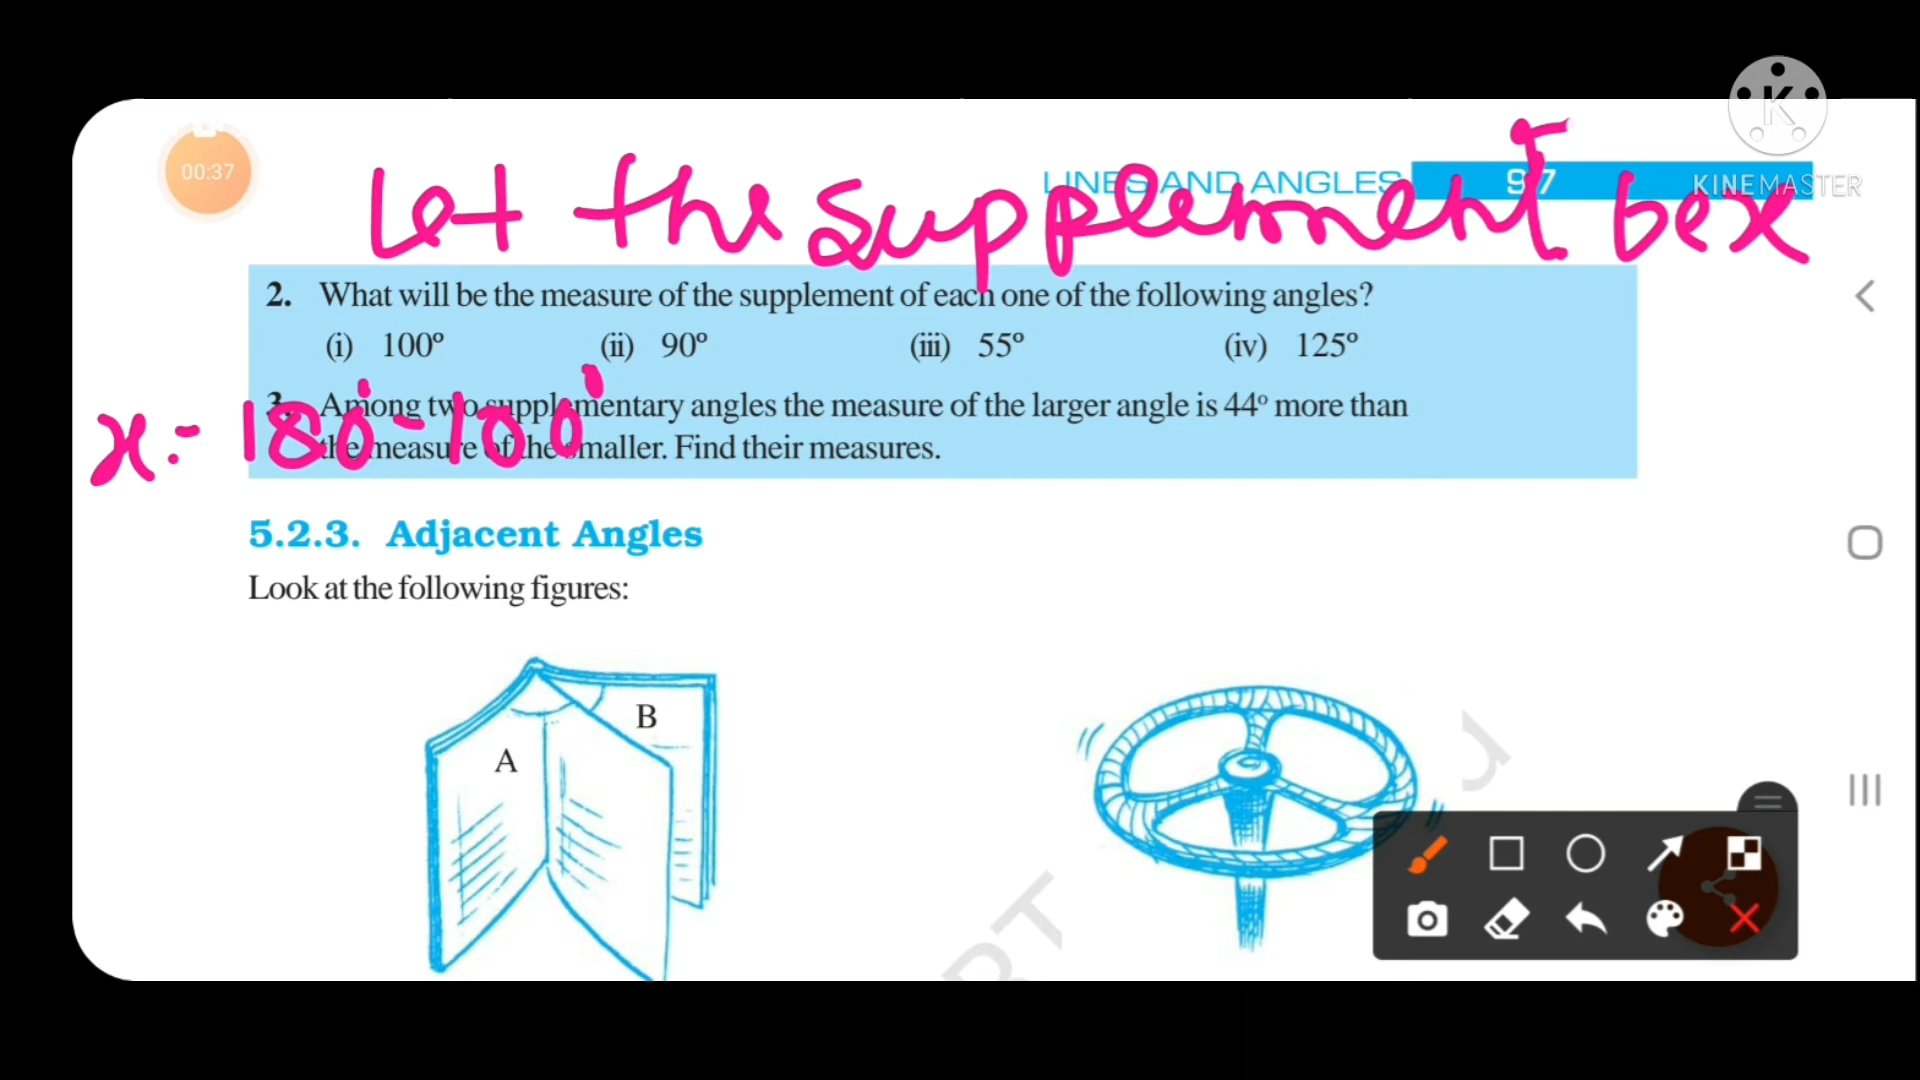 00:37
LINES AND ANGLES 97
KINEMASTER
Let the supplement be x
2. What will be the measure of the supplement of each one of the following angles?
(i) 100° (ii) 90° (iii) 55° (iv) 125°
3. Among two supplementary angles the measure of the larger angle is 44° more than
the measure of the smaller. Find their measures.
x = 180° - 100°
5.2.3. Adjacent Angles
Look at the following figures:
B
A